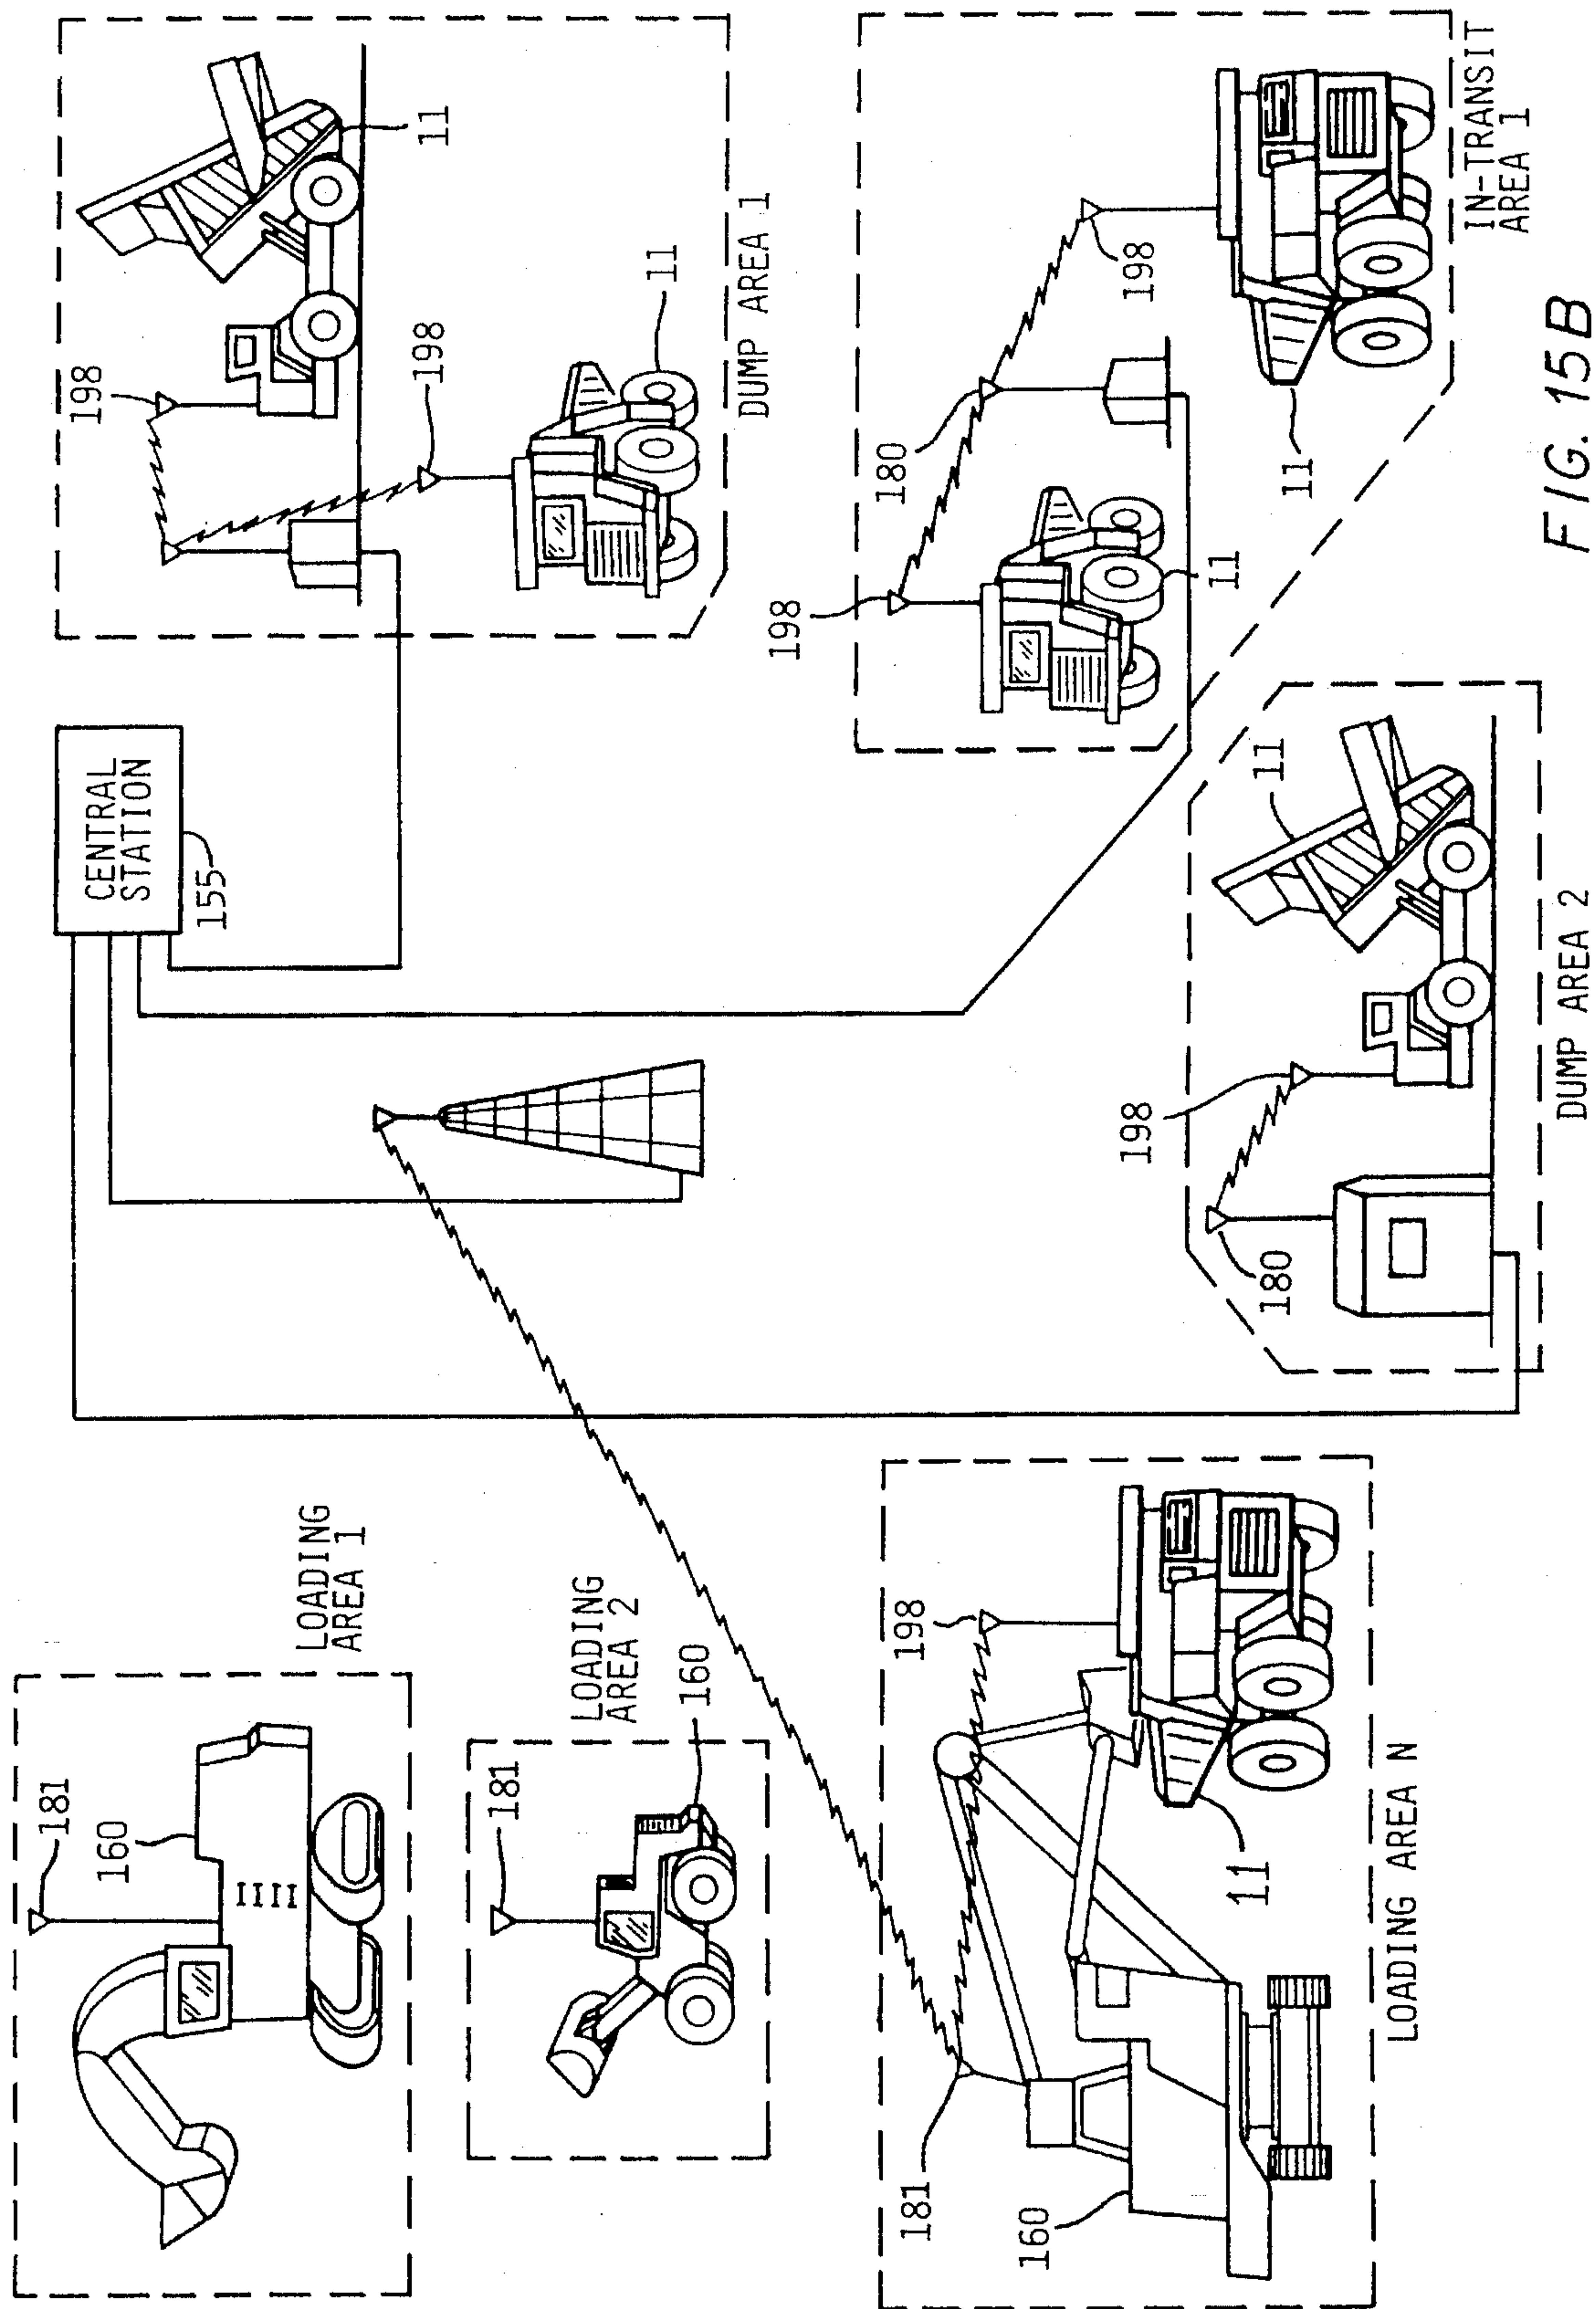 181
160
LOADING
AREA 1
181
LOADING
AREA 2
160
181
160
198
11
LOADING AREA N
CENTRAL
STATION
155
198
11
198
11
DUMP AREA 1
198
180
198
11
11
IN-TRANSIT
AREA 1
180
198
11
DUMP AREA 2
FIG. 15B